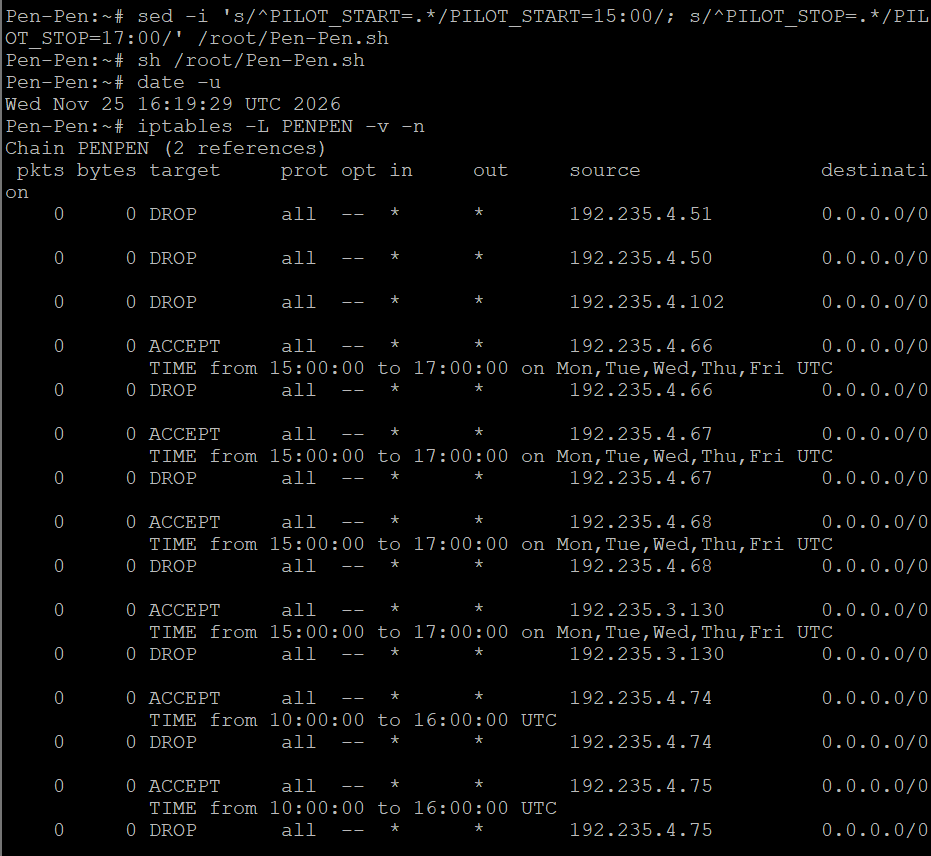 Pen-Pen:~# sed -i 's/^PILOT_START=.*/PILOT_START=15:00/; s/^PILOT_STOP=.*/PIL
OT_STOP=17:00/' /root/Pen-Pen.sh
Pen-Pen:~# sh /root/Pen-Pen.sh
Pen-Pen:~# date -u
Wed Nov 25 16:19:29 UTC 2026
Pen-Pen:~# iptables -L PENPEN -v -n
Chain PENPEN (2 references)
 pkts bytes target     prot opt in     out     source               destinati
on
    0     0 DROP       all  --  *      *       192.235.4.51         0.0.0.0/0
    0     0 DROP       all  --  *      *       192.235.4.50         0.0.0.0/0
    0     0 DROP       all  --  *      *       192.235.4.102        0.0.0.0/0
    0     0 ACCEPT     all  --  *      *       192.235.4.66         0.0.0.0/0
            TIME from 15:00:00 to 17:00:00 on Mon,Tue,Wed,Thu,Fri UTC
    0     0 DROP       all  --  *      *       192.235.4.66         0.0.0.0/0
    0     0 ACCEPT     all  --  *      *       192.235.4.67         0.0.0.0/0
            TIME from 15:00:00 to 17:00:00 on Mon,Tue,Wed,Thu,Fri UTC
    0     0 DROP       all  --  *      *       192.235.4.67         0.0.0.0/0
    0     0 ACCEPT     all  --  *      *       192.235.4.68         0.0.0.0/0
            TIME from 15:00:00 to 17:00:00 on Mon,Tue,Wed,Thu,Fri UTC
    0     0 DROP       all  --  *      *       192.235.4.68         0.0.0.0/0
    0     0 ACCEPT     all  --  *      *       192.235.3.130        0.0.0.0/0
            TIME from 15:00:00 to 17:00:00 on Mon,Tue,Wed,Thu,Fri UTC
    0     0 DROP       all  --  *      *       192.235.3.130        0.0.0.0/0
    0     0 ACCEPT     all  --  *      *       192.235.4.74         0.0.0.0/0
            TIME from 10:00:00 to 16:00:00 UTC
    0     0 DROP       all  --  *      *       192.235.4.74         0.0.0.0/0
    0     0 ACCEPT     all  --  *      *       192.235.4.75         0.0.0.0/0
            TIME from 10:00:00 to 16:00:00 UTC
    0     0 DROP       all  --  *      *       192.235.4.75         0.0.0.0/0